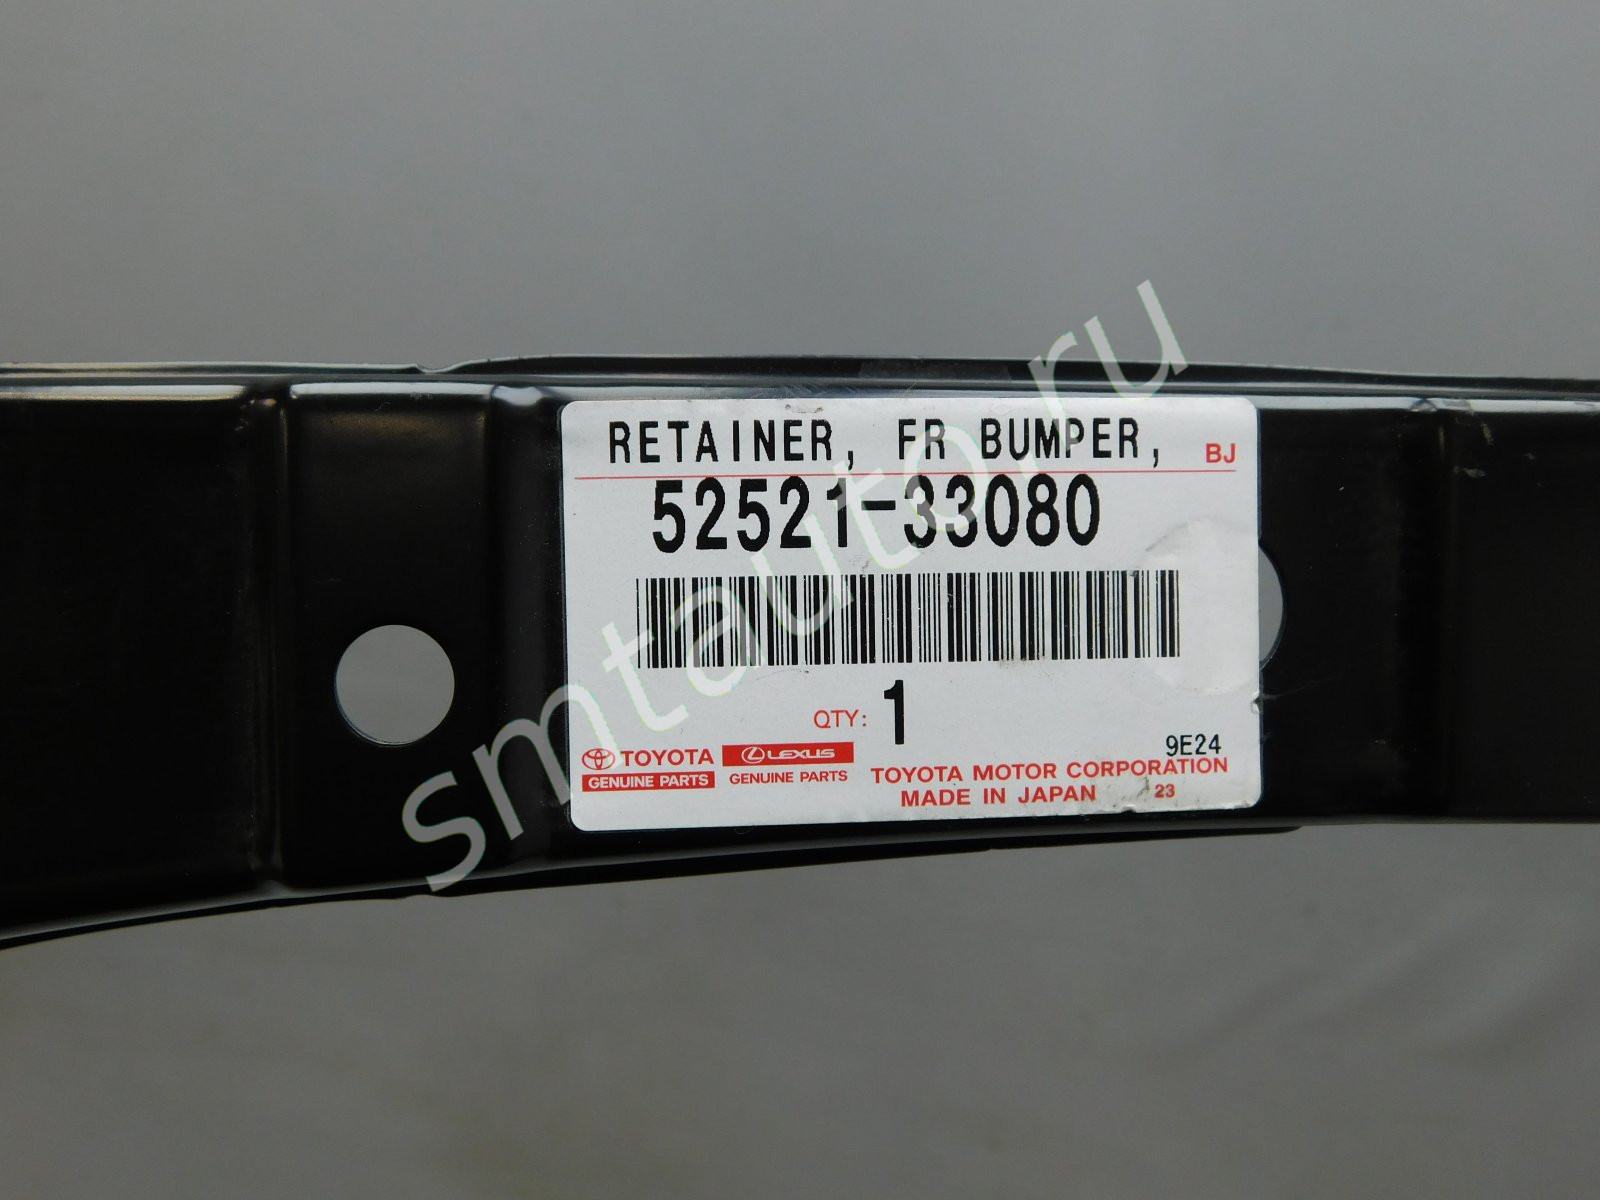 RETAINER, FR BUMPER,
BJ
52521-33080
QTY: 1
9E24
TOYOTA
GENUINE PARTS
LEXUS
GENUINE PARTS
TOYOTA MOTOR CORPORATION
MADE IN JAPAN 23
smtauto.ru